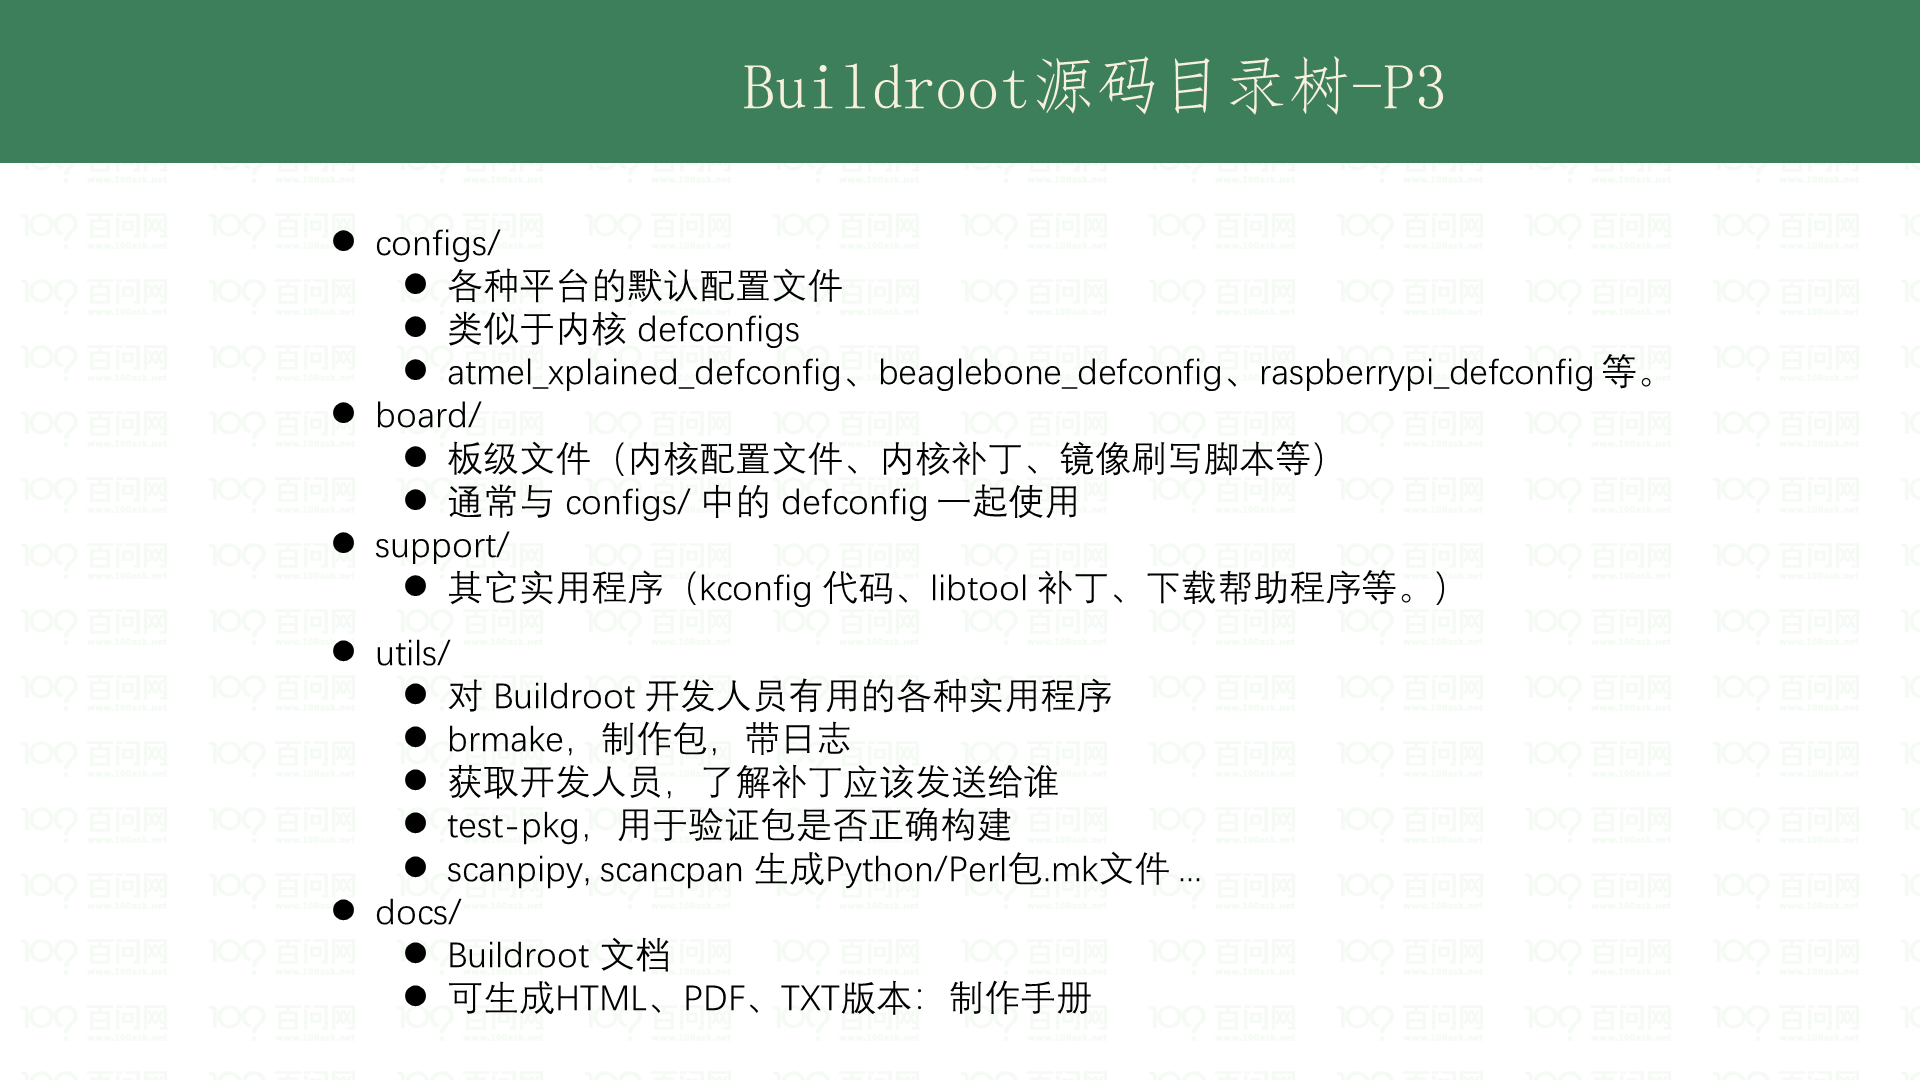 Buildroot源码目录树-P3
configs/
各种平台的默认配置文件
类似于内核 defconfigs
atmel_xplained_defconfig、beaglebone_defconfig、raspberrypi_defconfig 等。
board/
板级文件（内核配置文件、内核补丁、镜像刷写脚本等）
通常与 configs/ 中的 defconfig 一起使用
support/
其它实用程序（kconfig 代码、libtool 补丁、下载帮助程序等。）
utils/
对 Buildroot 开发人员有用的各种实用程序
brmake，制作包，带日志
获取开发人员，了解补丁应该发送给谁
test-pkg，用于验证包是否正确构建
scanpipy, scancpan 生成Python/Perl包.mk文件 ...
docs/
Buildroot 文档
可生成HTML、PDF、TXT版本： 制作手册